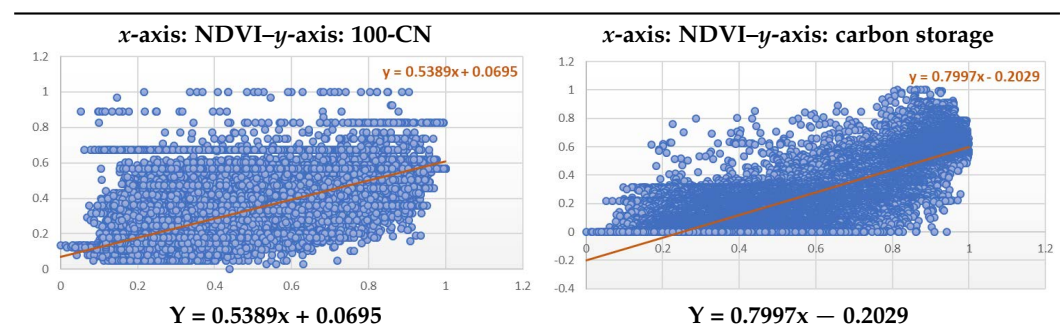 x-axis: NDVI–y-axis: 100-CN
x-axis: NDVI–y-axis: carbon storage
y = 0.5389x + 0.0695
1.2
1
0.8
0.6
0.4
0.2
0
0 0.2 0.4 0.6 0.8 1 1.2
y = 0.7997x - 0.2029
1.2
1
0.8
0.6
0.4
0.2
0
-0.2
-0.4
0 0.2 0.4 0.6 0.8 1 1.2
Y = 0.5389x + 0.0695
Y = 0.7997x − 0.2029